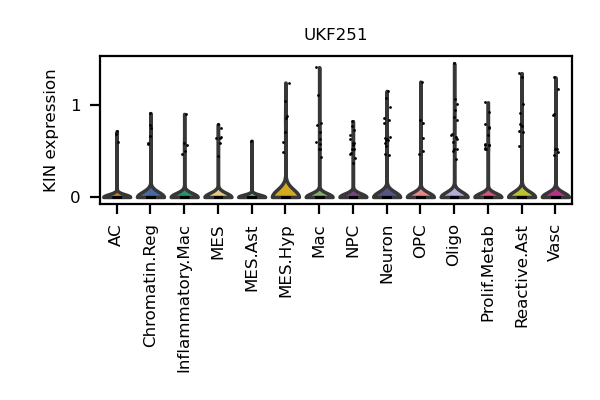 UKF251
KIN expression
1
0
AC
Chromatin.Reg
Inflammatory.Mac
MES
MES.Ast
MES.Hyp
Mac
NPC
Neuron
OPC
Oligo
Prolif.Metab
Reactive.Ast
Vasc